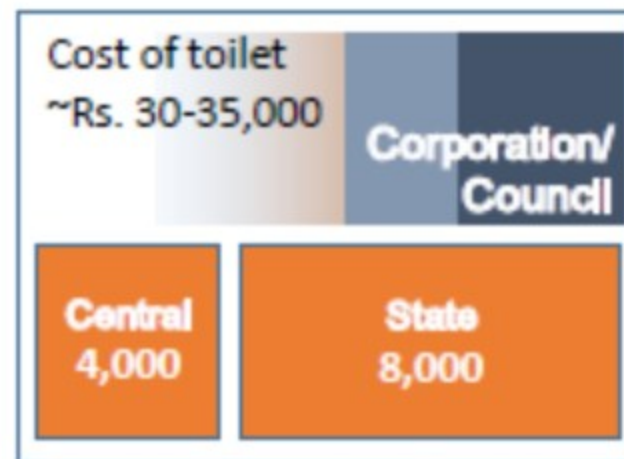 Cost of toilet
~Rs. 30-35,000
Corporation/
Council
Central
4,000
State
8,000